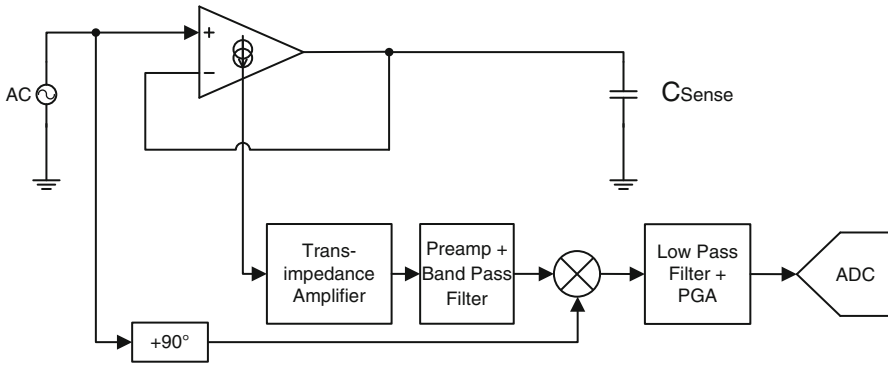 +
−
AC
CSense
Trans-
impedance
Amplifier
Preamp +
Band Pass
Filter
Low Pass
Filter +
PGA
ADC
+90°